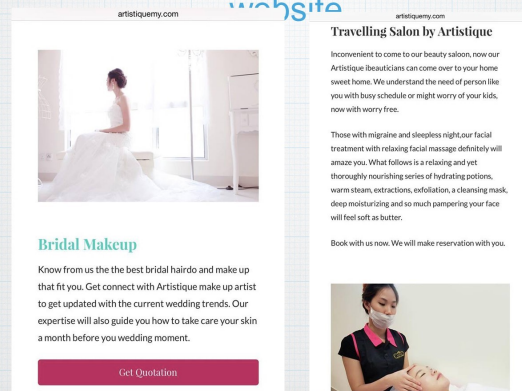 website
artistiquemy.com
Bridal Makeup
Know from us the the best bridal hairdo and make up
that fit you. Get connect with Artistique make up artist
to get updated with the current wedding trends. Our
expertise will also guide you how to take care your skin
a month before you wedding moment.
Get Quotation
artistiquemy.com
Travelling Salon by Artistique
Inconvenient to come to our beauty saloon, now our
Artistique ibeauticians can come over to your home
sweet home. We understand the need of person like
you with busy schedule or might worry of your kids,
now with worry free.
Those with migraine and sleepless night,our facial
treatment with relaxing facial massage definitely will
amaze you. What follows is a relaxing and yet
thoroughly nourishing series of hydrating potions,
warm steam, extractions, exfoliation, a cleansing mask,
deep moisturizing and so much pampering your face
will feel soft as butter.
Book with us now. We will make reservation with you.